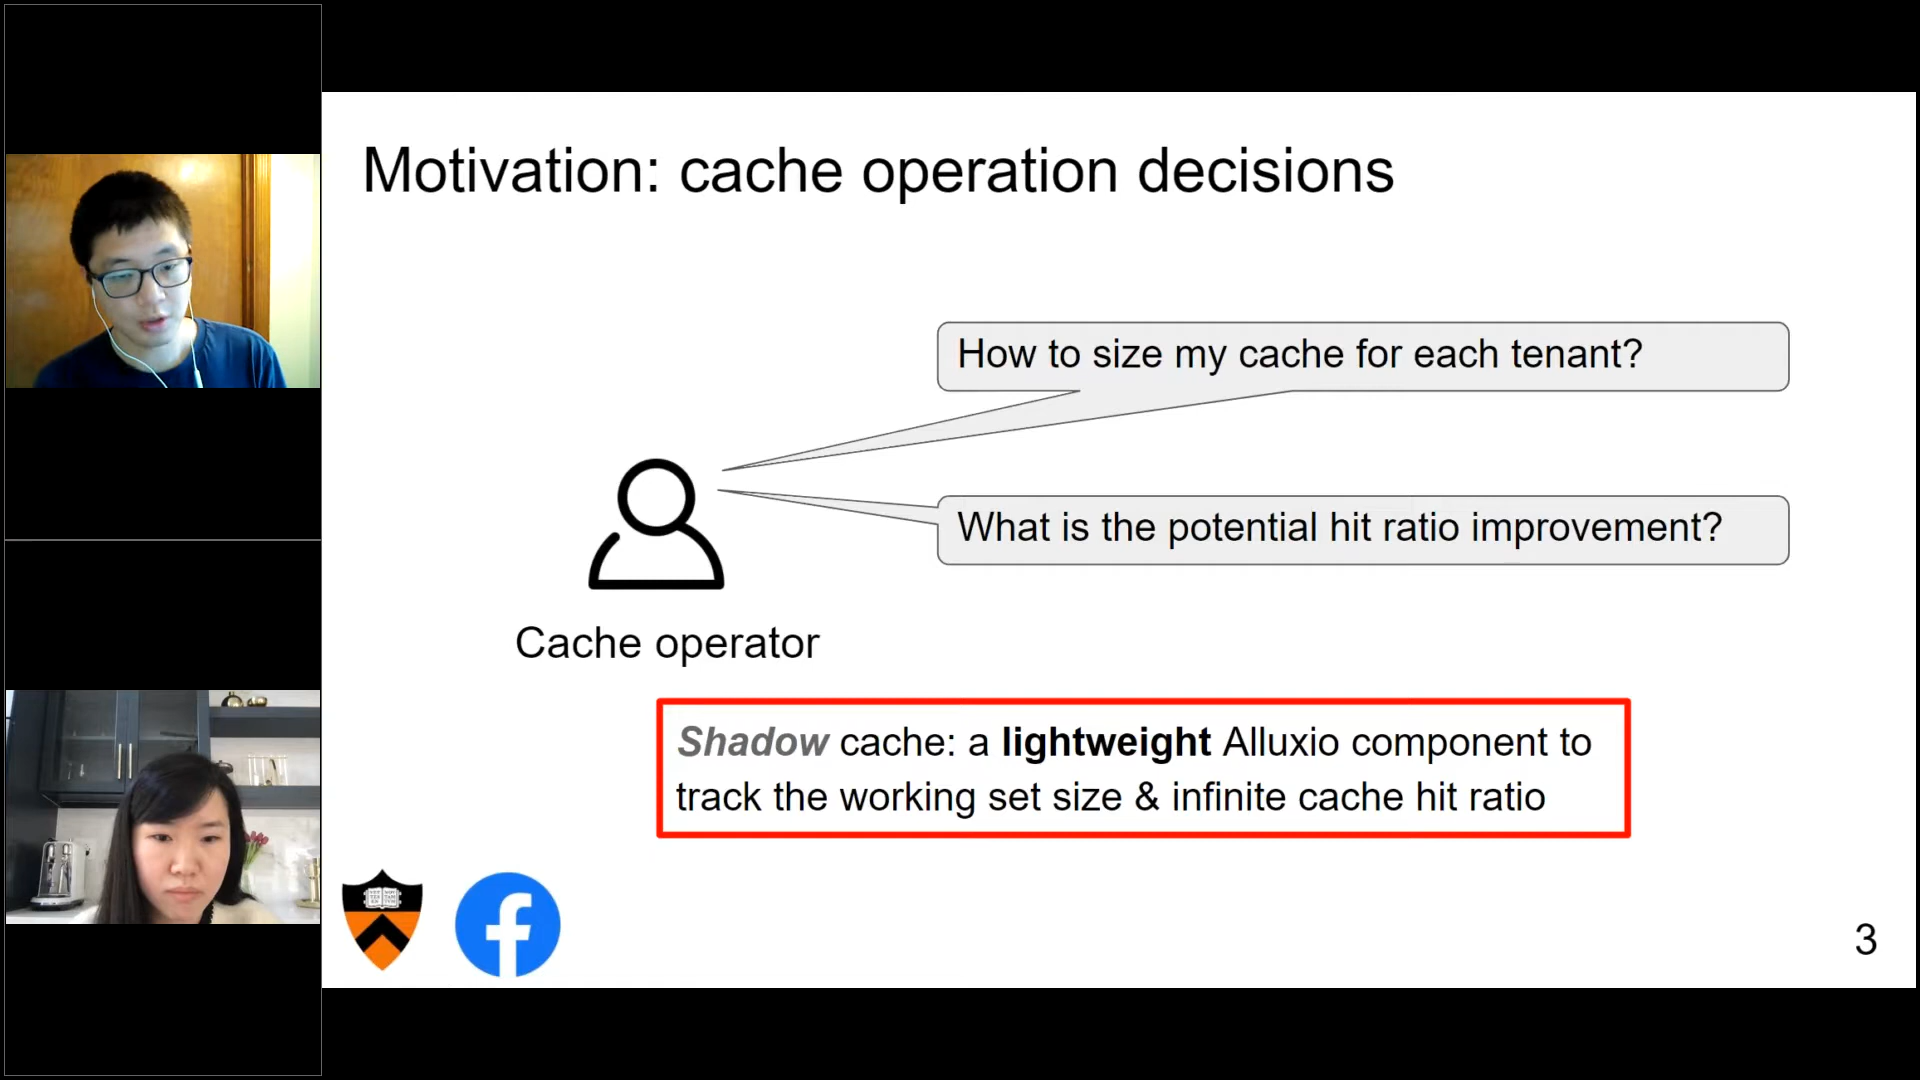 Motivation: cache operation decisions
How to size my cache for each tenant?
What is the potential hit ratio improvement?
Cache operator
Shadow cache: a lightweight Alluxio component to
track the working set size & infinite cache hit ratio
3